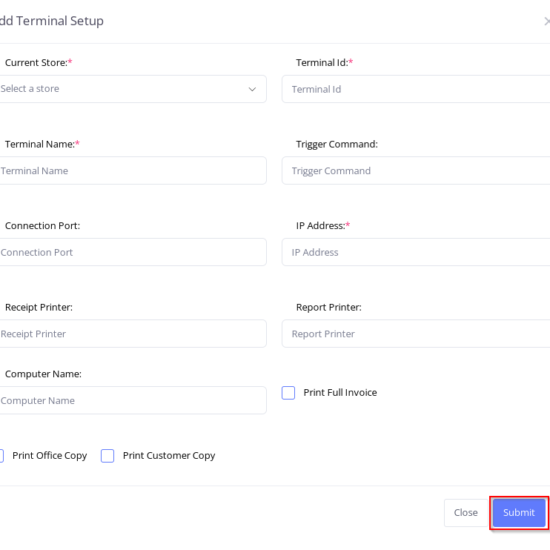 dd Terminal Setup
Current Store:*
Terminal Id:*
Select a store
Terminal Id
Terminal Name:*
Trigger Command:
Terminal Name
Trigger Command
Connection Port:
IP Address:*
Connection Port
IP Address
Receipt Printer:
Report Printer:
Receipt Printer
Report Printer
Computer Name:
Print Full Invoice
Computer Name
Print Office Copy
Print Customer Copy
Close
Submit